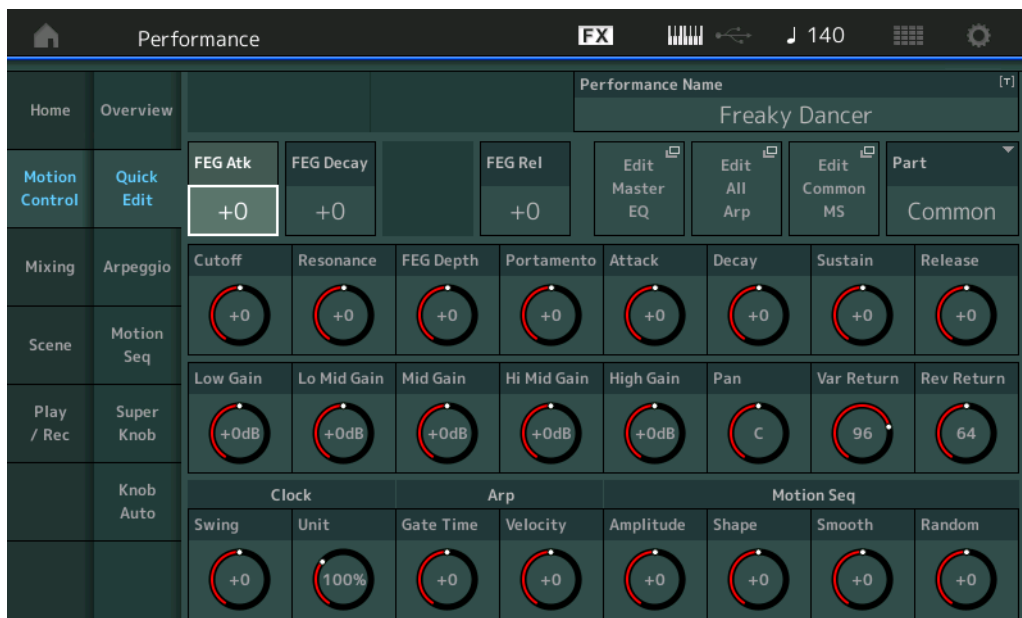 Performance
FX
♩ 140
Home
Overview
Performance Name
[T]
Freaky Dancer
Motion
Control
Quick
Edit
FEG Atk
+0
FEG Decay
+0
FEG Rel
+0
Edit
Master
EQ
Edit
All
Arp
Edit
Common
MS
Part
Common
Mixing
Arpeggio
Cutoff
Resonance
FEG Depth
Portamento
Attack
Decay
Sustain
Release
+0
+0
+0
+0
+0
+0
+0
+0
Scene
Motion
Seq
Low Gain
Lo Mid Gain
Mid Gain
Hi Mid Gain
High Gain
Pan
Var Return
Rev Return
+0dB
+0dB
+0dB
+0dB
+0dB
C
96
64
Play
/ Rec
Super
Knob
Knob
Auto
Clock
Arp
Motion Seq
Swing
Unit
Gate Time
Velocity
Amplitude
Shape
Smooth
Random
+0
100%
+0
+0
+0
+0
+0
+0